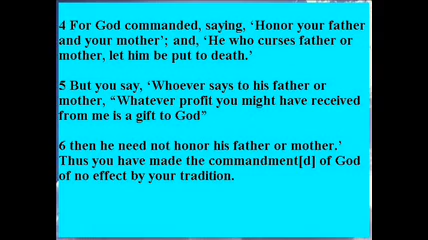 4 For God commanded, saying, ‘Honor your father
and your mother’; and, ‘He who curses father or
mother, let him be put to death.’
5 But you say, ‘Whoever says to his father or
mother, “Whatever profit you might have received
from me is a gift to God”
6 then he need not honor his father or mother.’
Thus you have made the commandment[d] of God
of no effect by your tradition.